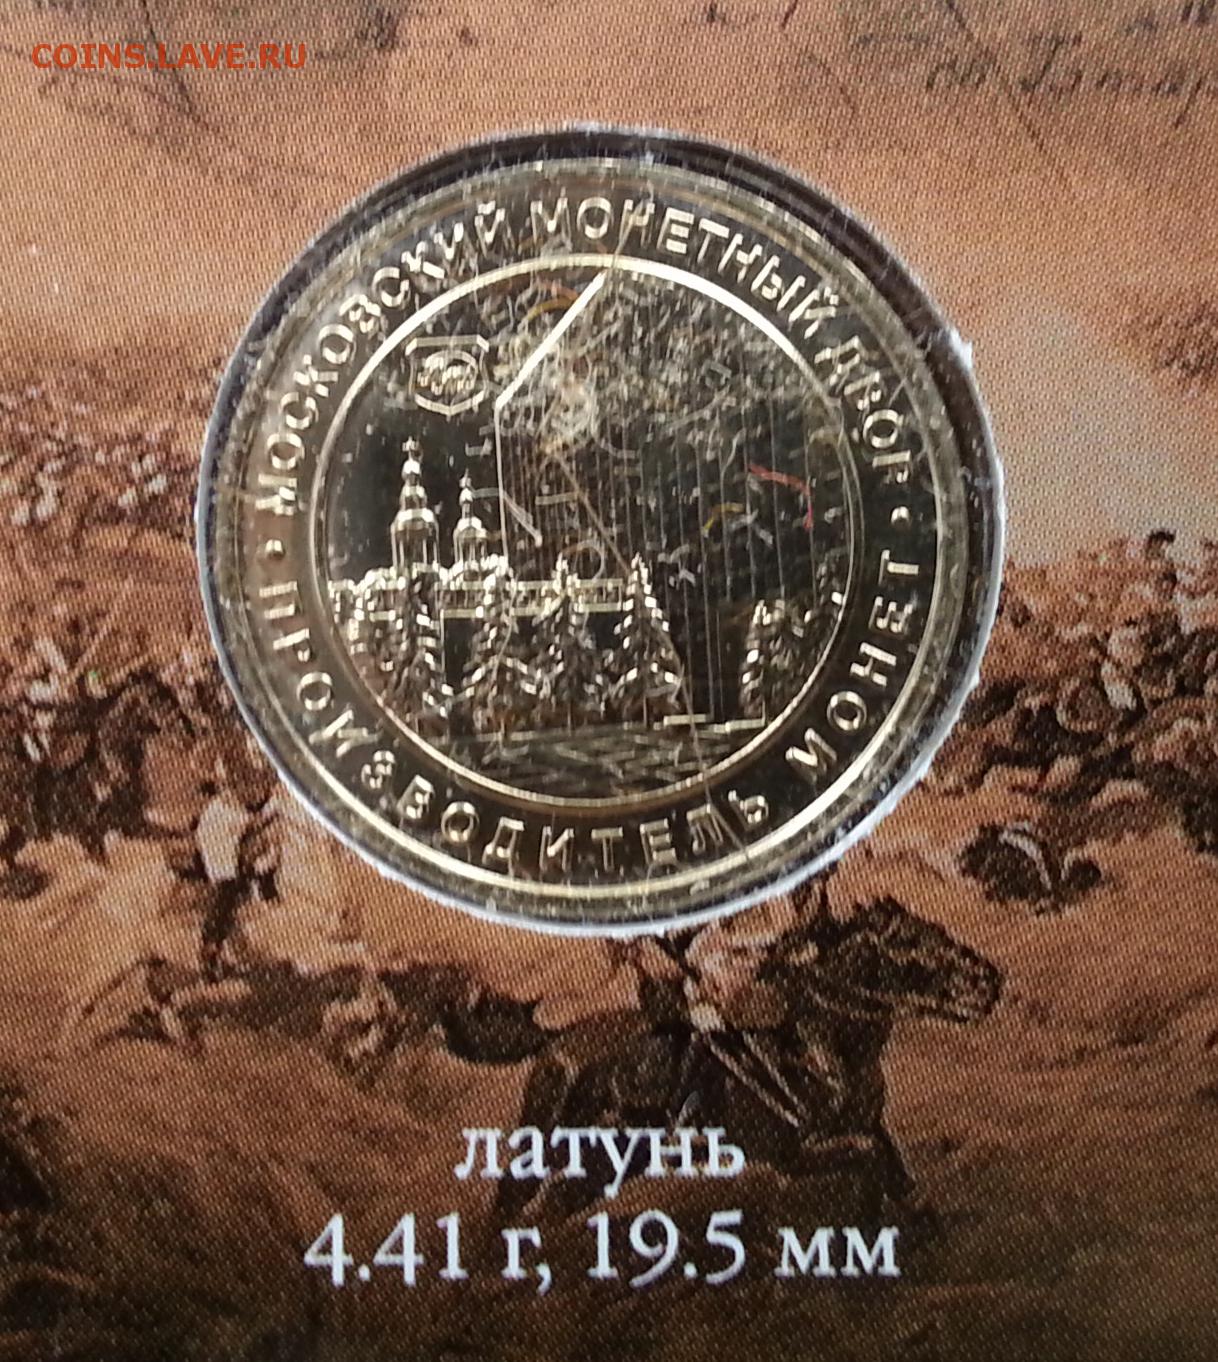 COINS.LAVE.RU
МОСКОВСКИЙ МОНЕТНЫЙ ДВОР •
ПРОИЗВОДИТЕЛЬ МОНЕТ •
латунь
4.41 г, 19.5 мм